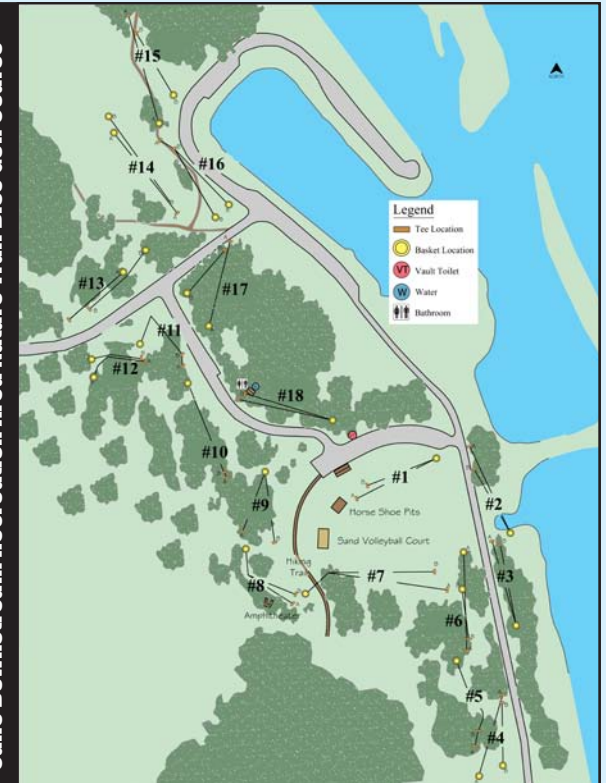 #15
#14
#16
Legend
Tee Location
Basket Location
VT Vault Toilet
W Water
Bathroom
#13
#17
#11
#12
#18
#10
#1
#9
#2
Horse Shoe Pits
Sand Volleyball Court
Hiking
Trail
#7
#3
#8
Amphitheater
#6
#5
#4